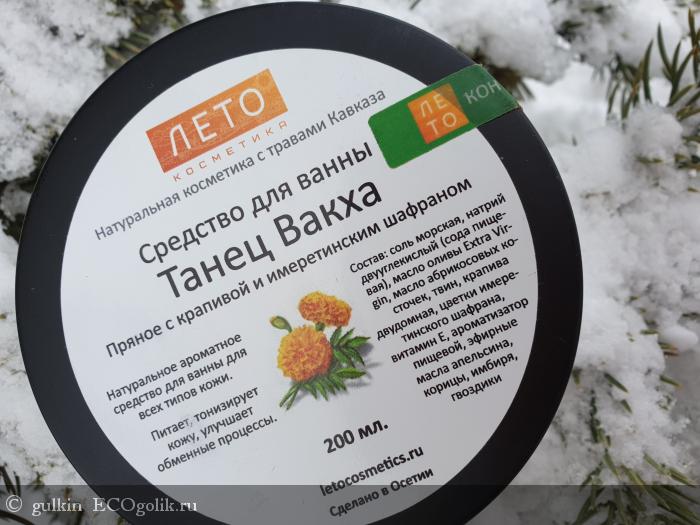 ЛЕТО
КОСМЕТИКА
ЛЕ
ТО
КОН
Натуральная косметика с травами Кавказа
Средство для ванны
Танец Вакха
Пряное с крапивой и имеретинским шафраном
Натуральное ароматное
средство для ванны для
всех типов кожи.
Питает, тонизирует
кожу, улучшает
обменные процессы.
Состав: соль морская, натрий
двууглекислый (сода пище-
вая), масло оливы Extra Vir-
gin, масло абрикосовых ко-
сточек, твин, крапива
двудомная, цветки имере-
тинского шафрана,
витамин Е, ароматизатор
пищевой, эфирные
масла апельсина,
корицы, имбиря,
гвоздики
200 мл.
letocosmetics.ru
Сделано в Осетии
© gulkin ECOgolik.ru